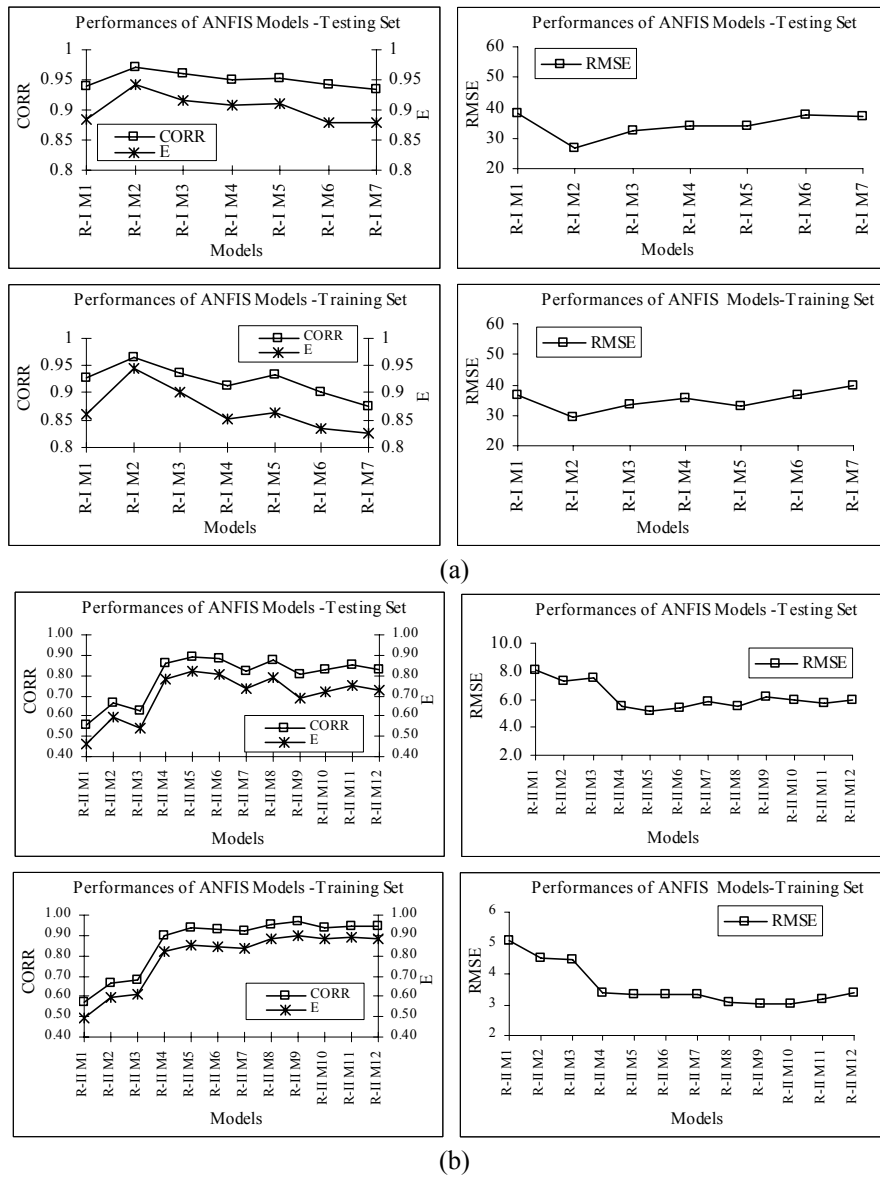 Performances of ANFIS Models -Testing Set
1
0.95
0.9
0.85
0.8
CORR
1
0.95
0.9
0.85
0.8
E
CORR
E
R-I M1
R-I M2
R-I M3
R-I M4
R-I M5
R-I M6
R-I M7
Models
Performances of ANFIS Models -Testing Set
60
50
40
30
20
RMSE
RMSE
R-I M1
R-I M2
R-I M3
R-I M4
R-I M5
R-I M6
R-I M7
Performances of ANFIS Models -Training Set
1
0.95
0.9
0.85
0.8
CORR
1
0.95
0.9
0.85
0.8
E
CORR
E
R-I M1
R-I M2
R-I M3
R-I M4
R-I M5
R-I M6
R-I M7
Models
Performances of ANFIS Models-Training Set
60
50
40
30
20
RMSE
RMSE
R-I M1
R-I M2
R-I M3
R-I M4
R-I M5
R-I M6
R-I M7
(a)
Performances of ANFIS Models -Testing Set
1.00
0.90
0.80
0.70
0.60
0.50
0.40
CORR
1.00
0.90
0.80
0.70
0.60
0.50
0.40
E
CORR
E
R-II M1
R-II M2
R-II M3
R-II M4
R-II M5
R-II M6
R-II M7
R-II M8
R-II M9
R-II M10
R-II M11
R-II M12
Models
Performances of ANFIS Models -Testing Set
10.0
8.0
6.0
4.0
2.0
RMSE
RMSE
R-II M1
R-II M2
R-II M3
R-II M4
R-II M5
R-II M6
R-II M7
R-II M8
R-II M9
R-II M10
R-II M11
R-II M12
Performances of ANFIS Models -Training Set
1.00
0.90
0.80
0.70
0.60
0.50
0.40
CORR
1.00
0.90
0.80
0.70
0.60
0.50
0.40
E
CORR
E
R-II M1
R-II M2
R-II M3
R-II M4
R-II M5
R-II M6
R-II M7
R-II M8
R-II M9
R-II M10
R-II M11
R-II M12
Models
Performances of ANFIS Models-Training Set
6
5
4
3
2
RMSE
RMSE
R-II M1
R-II M2
R-II M3
R-II M4
R-II M5
R-II M6
R-II M7
R-II M8
R-II M9
R-II M10
R-II M11
R-II M12
(b)